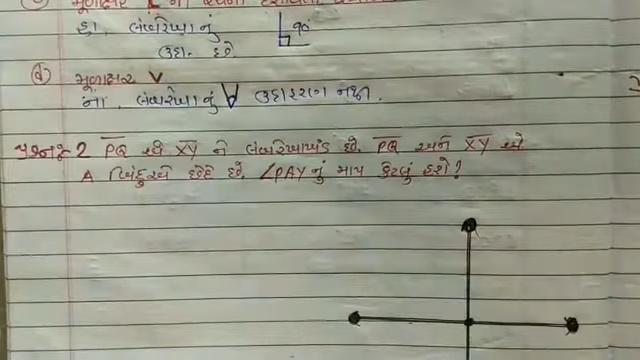 હા, લંબરેખાનું 90°
ઉદા. છે.
(d) મૂળાક્ષર V
ના, લંબરેખાનું V ઉદાહરણ નથી.
પ્રશ્ન : 2 PQ એ XY ને લંબરેખાખંડ છે. PQ અને XY એ
A બિંદુએ છેદે છે. ∠PAY નું માપ કેટલું હશે?